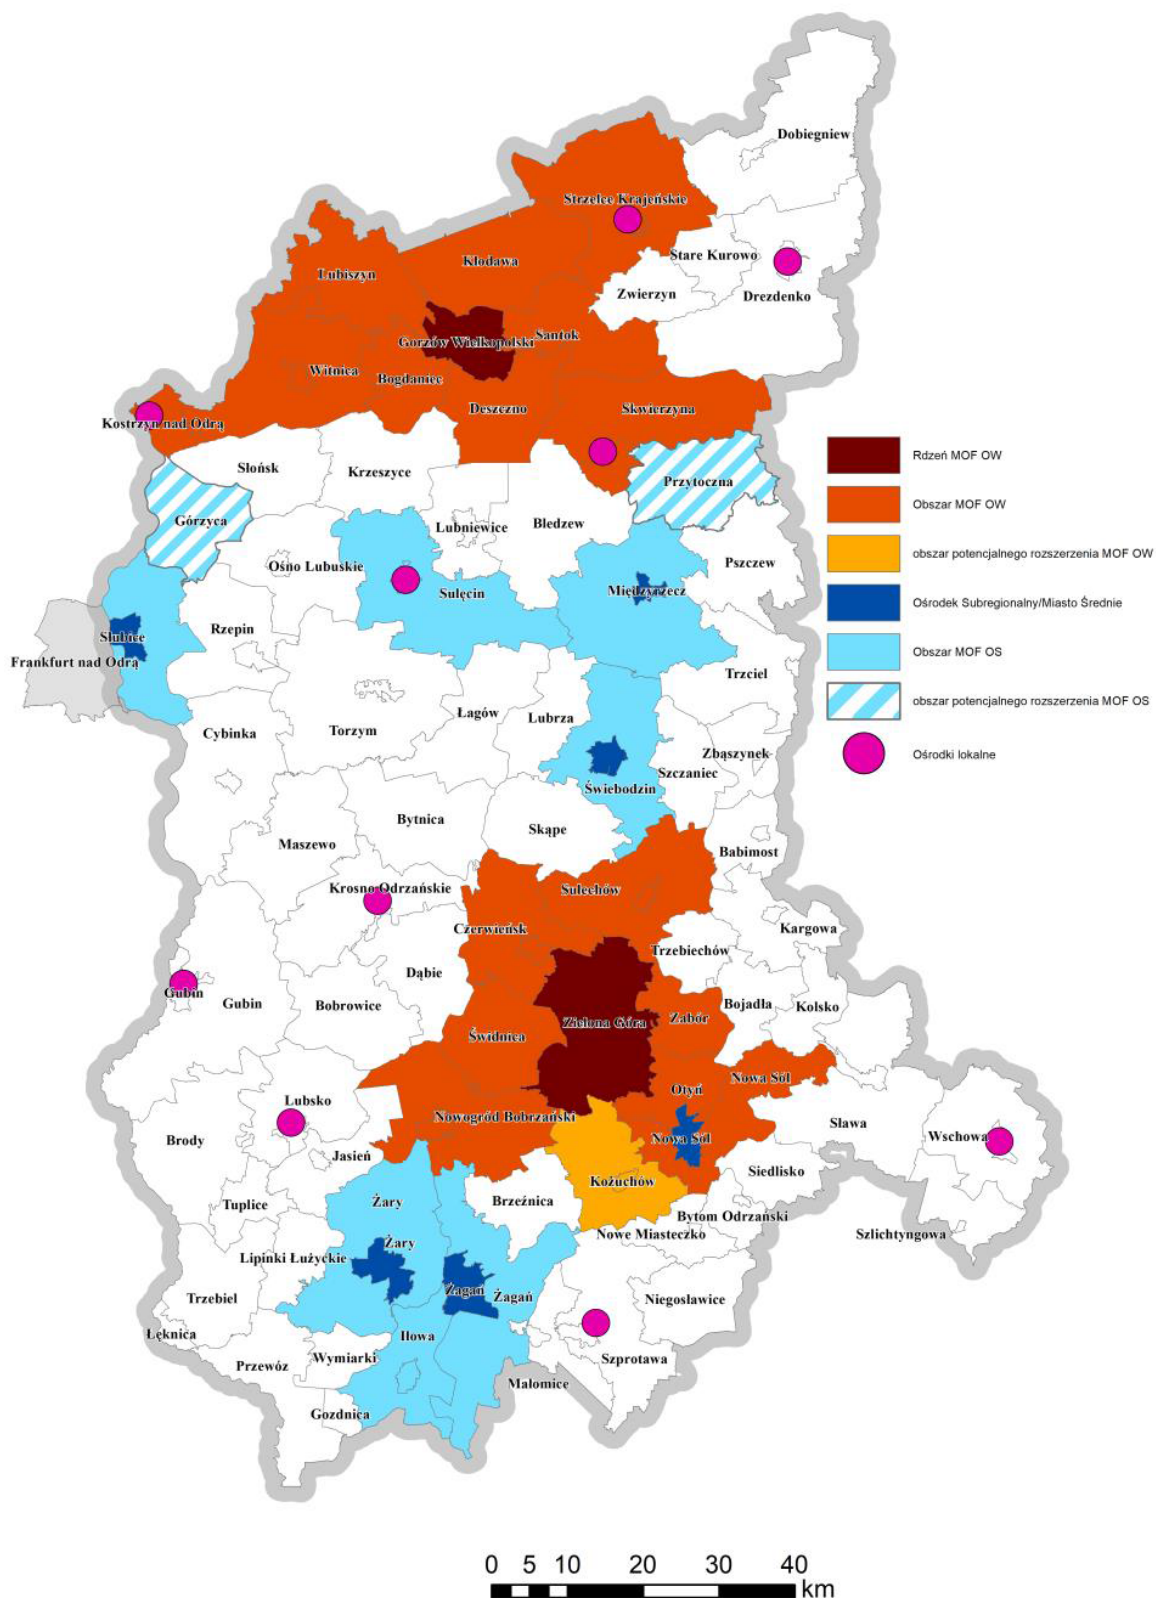 Dobiegniew
Strzelce Krajeńskie
Stare Kurowo
Kłodawa
Lubiszyn
Zwierzyn
Drezdenko
Santok
Gorzów Wielkopolski
Witnica
Bogdaniec
Deszczno
Skwierzyna
Kostrzyn nad Odrą
Rdzeń MOF OW
Słońsk
Krzeszyce
Przytoczna
Obszar MOF OW
Górzyca
Lubniewice
Bledzew
obszar potencjalnego rozszerzenia MOF OW
Ośno Lubuskie
Pszczew
Sulęcin
Międzyrzecz
Ośrodek Subregionalny/Miasto Średnie
Rzepin
Słubice
Obszar MOF OS
Frankfurt nad Odrą
Trzciel
obszar potencjalnego rozszerzenia MOF OS
Łagów
Lubrza
Cybinka
Torzym
Zbąszynek
Ośrodki lokalne
Szczaniec
Świebodzin
Bytnica
Skąpe
Maszewo
Babimost
Krosno Odrzańskie
Sulechów
Czerwieńsk
Kargowa
Trzebiechów
Dąbie
Gubin
Gubin
Bobrowice
Bojadła
Kolsko
Zabór
Zielona Góra
Świdnica
Nowa Sól
Otyń
Lubsko
Nowogród Bobrzański
Sława
Brody
Nowa Sól
Wschowa
Jasień
Siedlisko
Kożuchów
Tuplice
Żary
Brzeźnica
Bytom Odrzański
Nowe Miasteczko
Szlichtyngowa
Żary
Lipinki Łużyckie
Trzebiel
Żagań
Żagań
Niegosławice
Łęknica
Iłowa
Przewóz
Wymiarki
Szprotawa
Małomice
Gozdnica
0 5 10 20 30 40
km